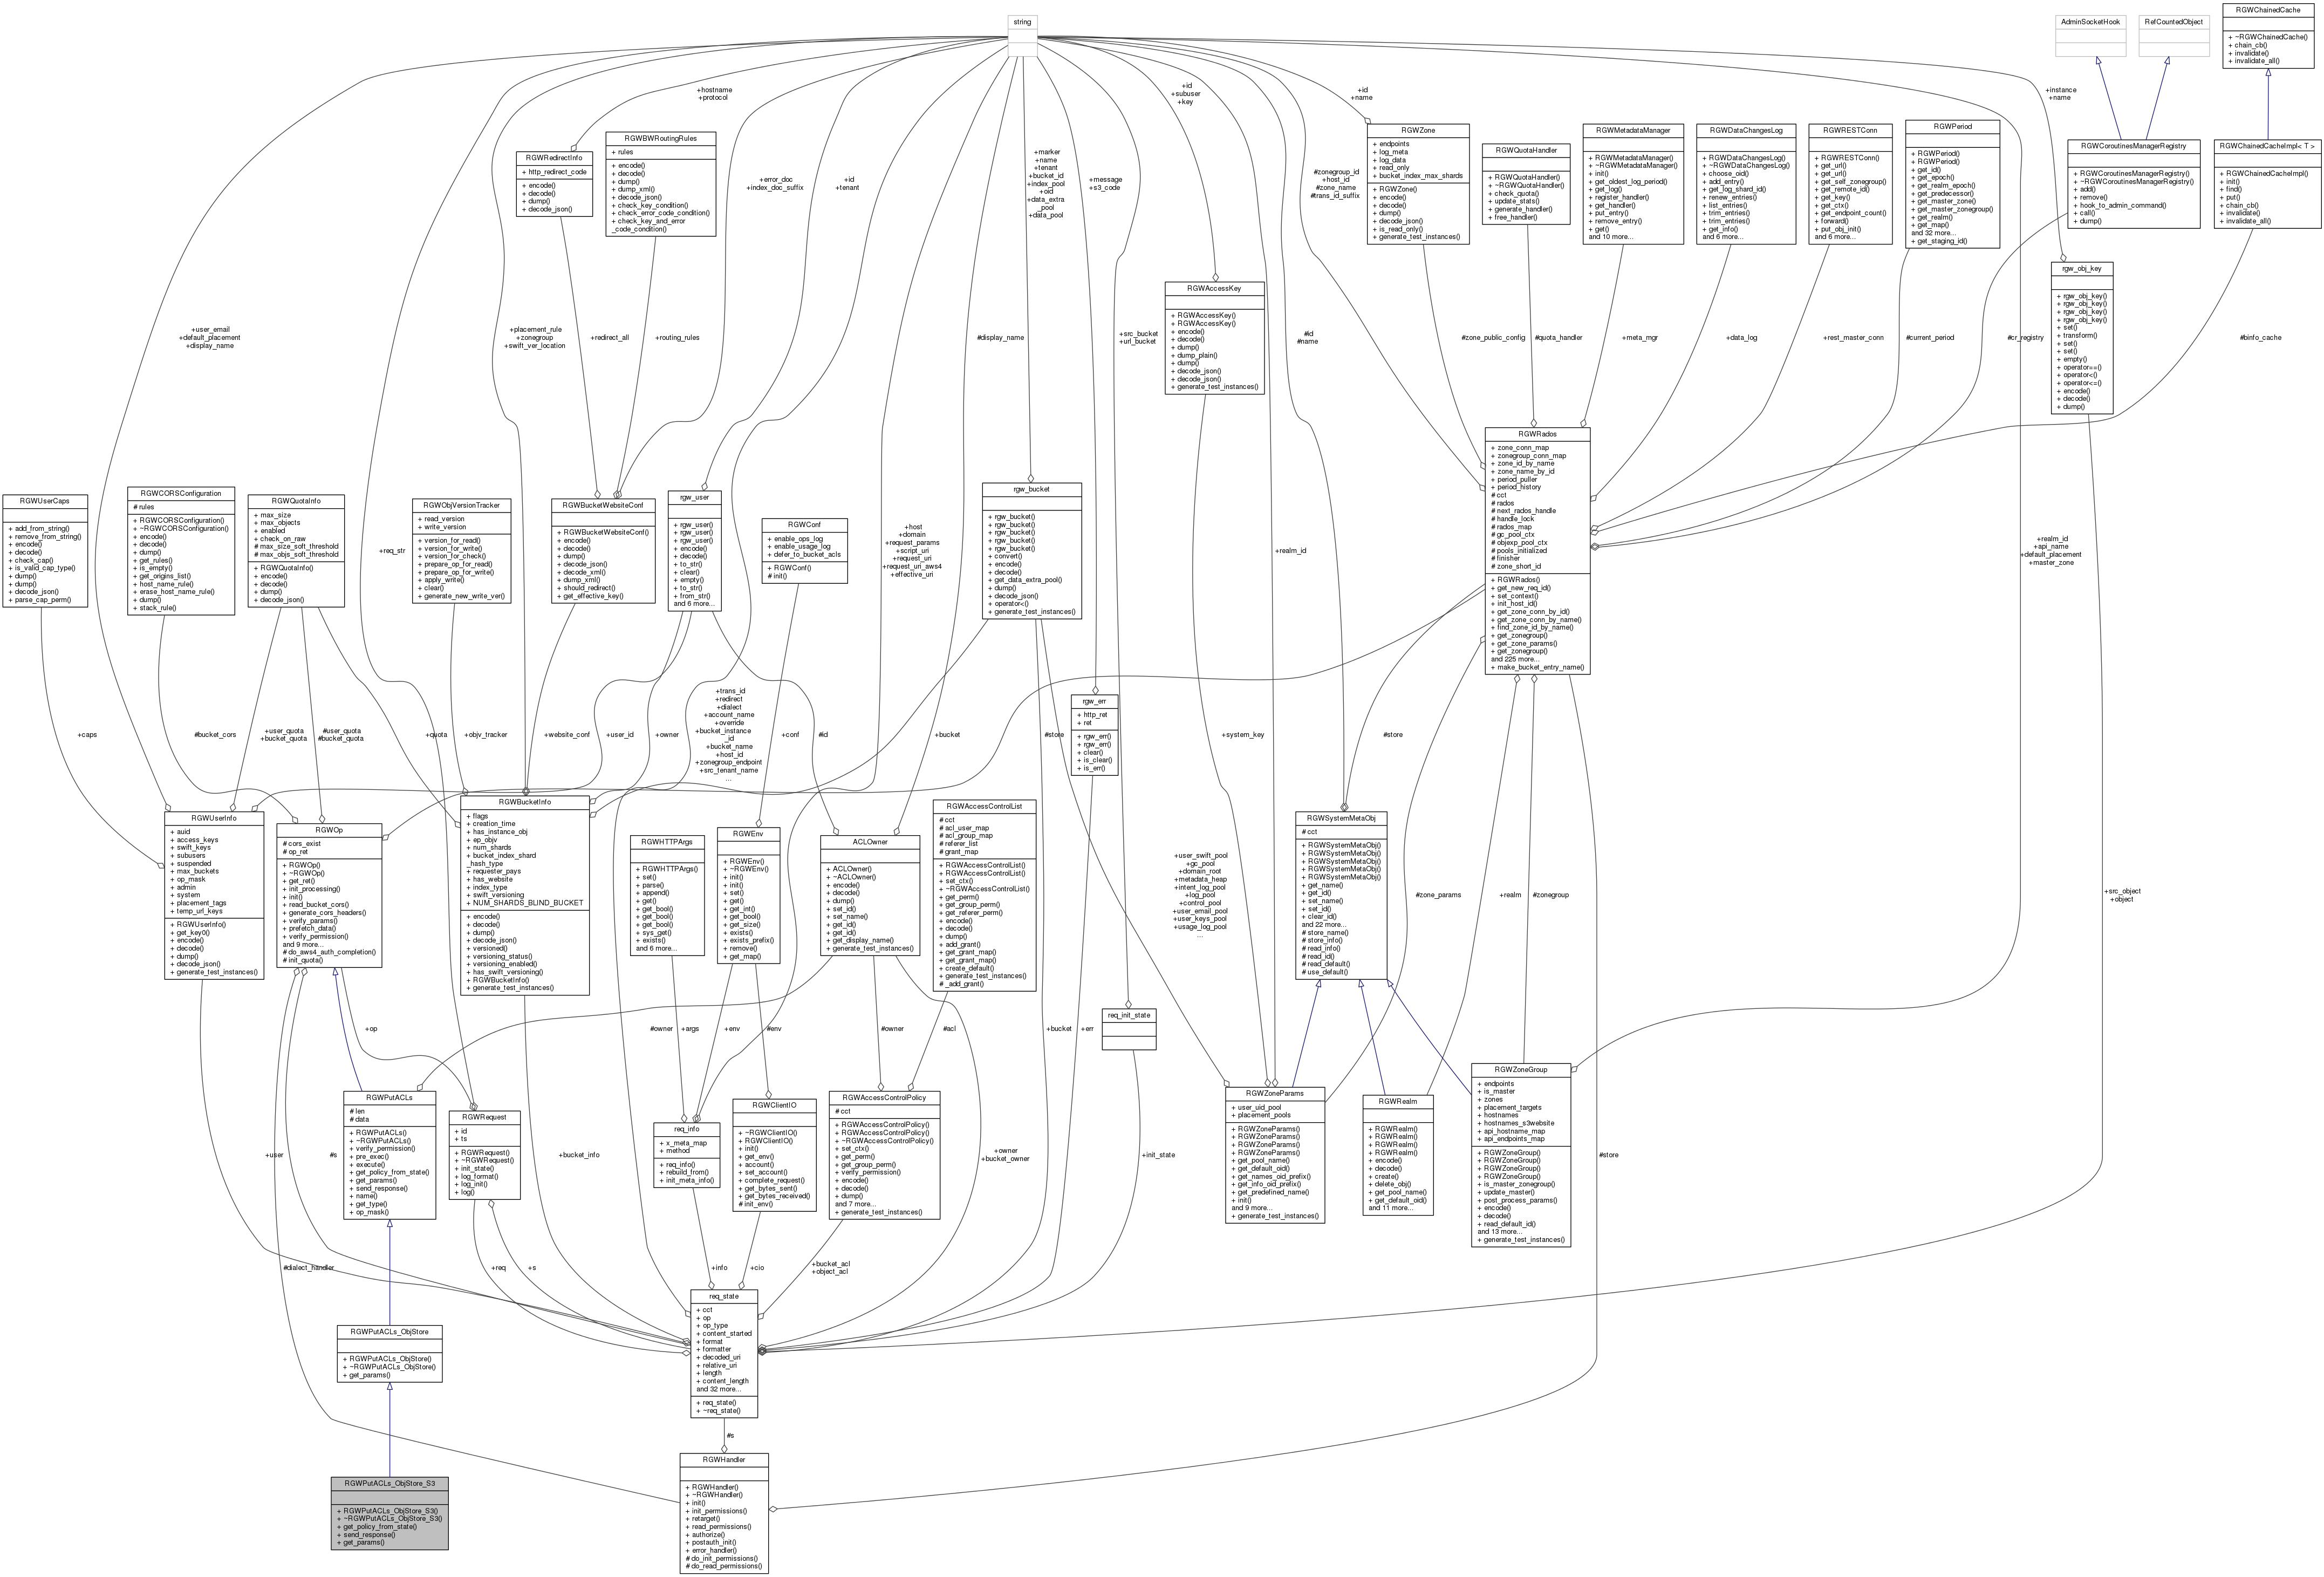 string
AdminSocketHook
RefCountedObject
RGWChainedCache
+ ~RGWChainedCache()
+ chain_cb()
+ invalidate()
+ invalidate_all()
+hostname
+protocol
+id
+subuser
+key
+id
+name
+instance
+name
RGWRedirectInfo
+ http_redirect_code
+ encode()
+ decode()
+ dump()
+ decode_json()
RGWBWRoutingRules
+ rules
+ encode()
+ decode()
+ dump()
+ dump_xml()
+ decode_json()
+ check_key_condition()
+ check_error_code_condition()
+ check_key_and_error
_code_condition()
+error_doc
+index_doc_suffix
+id
+tenant
+marker
+name
+tenant
+bucket_id
+index_pool
+oid
+data_extra
_pool
+data_pool
+message
+s3_code
#zonegroup_id
+host_id
#zone_name
#trans_id_suffix
RGWZone
+ endpoints
+ log_meta
+ log_data
+ read_only
+ bucket_index_max_shards
+ RGWZone()
+ encode()
+ decode()
+ dump()
+ decode_json()
+ is_read_only()
+ generate_test_instances()
RGWQuotaHandler
+ RGWQuotaHandler()
+ ~RGWQuotaHandler()
+ check_quota()
+ update_stats()
+ generate_handler()
+ free_handler()
RGWMetadataManager
+ RGWMetadataManager()
+ ~RGWMetadataManager()
+ init()
+ get_oldest_log_period()
+ get_log()
+ register_handler()
+ get_handler()
+ put_entry()
+ remove_entry()
+ get()
and 10 more...
RGWDataChangesLog
+ RGWDataChangesLog()
+ ~RGWDataChangesLog()
+ choose_oid()
+ add_entry()
+ get_log_shard_id()
+ renew_entries()
+ list_entries()
+ trim_entries()
+ trim_entries()
+ get_info()
and 6 more...
RGWRESTConn
+ RGWRESTConn()
+ get_url()
+ get_url()
+ get_self_zonegroup()
+ get_remote_id()
+ get_key()
+ get_ctx()
+ get_endpoint_count()
+ forward()
+ put_obj_init()
and 6 more...
RGWPeriod
+ RGWPeriod()
+ RGWPeriod()
+ get_id()
+ get_epoch()
+ get_realm_epoch()
+ get_predecessor()
+ get_master_zone()
+ get_master_zonegroup()
+ get_realm()
+ get_map()
and 32 more...
+ get_staging_id()
RGWCoroutinesManagerRegistry
+ RGWCoroutinesManagerRegistry()
+ ~RGWCoroutinesManagerRegistry()
+ add()
+ remove()
+ hook_to_admin_command()
+ call()
+ dump()
RGWChainedCacheImpl< T >
+ RGWChainedCacheImpl()
+ init()
+ find()
+ put()
+ chain_cb()
+ invalidate()
+ invalidate_all()
rgw_obj_key
+ rgw_obj_key()
+ rgw_obj_key()
+ rgw_obj_key()
+ rgw_obj_key()
+ set()
+ transform()
+ set()
+ set()
+ empty()
+ operator==()
+ operator<()
+ operator<=()
+ encode()
+ decode()
+ dump()
RGWAccessKey
+ RGWAccessKey()
+ RGWAccessKey()
+ encode()
+ decode()
+ dump()
+ dump_plain()
+ dump()
+ decode_json()
+ decode_json()
+ generate_test_instances()
+user_email
+default_placement
+display_name
+placement_rule
+zonegroup
+swift_ver_location
+redirect_all
+routing_rules
#display_name
+src_bucket
+url_bucket
#id
#name
#zone_public_config
#quota_handler
+meta_mgr
+data_log
+rest_master_conn
#current_period
#cr_registry
#binfo_cache
RGWRados
+ zone_conn_map
+ zonegroup_conn_map
+ zone_id_by_name
+ zone_name_by_id
+ period_puller
+ period_history
# cct
# rados
# next_rados_handle
# handle_lock
# rados_map
# gc_pool_ctx
# objexp_pool_ctx
# pools_initialized
# finisher
# zone_short_id
+ RGWRados()
+ get_new_req_id()
+ set_context()
+ init_host_id()
+ get_zone_conn_by_id()
+ get_zone_conn_by_name()
+ find_zone_id_by_name()
+ get_zonegroup()
+ get_zone_params()
+ get_zonegroup()
and 225 more...
+ make_bucket_entry_name()
RGWUserCaps
+ add_from_string()
+ remove_from_string()
+ encode()
+ decode()
+ check_cap()
+ is_valid_cap_type()
+ dump()
+ dump()
+ decode_json()
+ parse_cap_perm()
RGWCORSConfiguration
# rules
+ RGWCORSConfiguration()
+ ~RGWCORSConfiguration()
+ encode()
+ decode()
+ dump()
+ get_rules()
+ is_empty()
+ get_origins_list()
+ host_name_rule()
+ erase_host_name_rule()
+ dump()
+ stack_rule()
RGWQuotaInfo
+ max_size
+ max_objects
+ enabled
+ check_on_raw
# max_size_soft_threshold
# max_objs_soft_threshold
+ RGWQuotaInfo()
+ encode()
+ decode()
+ dump()
+ decode_json()
+req_str
RGWObjVersionTracker
+ read_version
+ write_version
+ version_for_read()
+ version_for_write()
+ version_for_check()
+ prepare_op_for_read()
+ prepare_op_for_write()
+ apply_write()
+ clear()
+ generate_new_write_ver()
RGWBucketWebsiteConf
+ RGWBucketWebsiteConf()
+ encode()
+ decode()
+ dump()
+ decode_json()
+ decode_xml()
+ dump_xml()
+ should_redirect()
+ get_effective_key()
rgw_user
+ rgw_user()
+ rgw_user()
+ rgw_user()
+ encode()
+ decode()
+ to_str()
+ clear()
+ empty()
+ to_str()
+ from_str()
and 6 more...
RGWConf
+ enable_ops_log
+ enable_usage_log
+ defer_to_bucket_acls
+ RGWConf()
# init()
+host
+domain
+request_params
+script_uri
+request_uri
+request_uri_aws4
+effective_uri
rgw_bucket
+ rgw_bucket()
+ rgw_bucket()
+ rgw_bucket()
+ rgw_bucket()
+ rgw_bucket()
+ convert()
+ encode()
+ decode()
+ get_data_extra_pool()
+ dump()
+ decode_json()
+ operator<()
+ generate_test_instances()
+realm_id
+realm_id
+api_name
+default_placement
+master_zone
rgw_err
+ http_ret
+ ret
+ rgw_err()
+ rgw_err()
+ clear()
+ is_clear()
+ is_err()
+caps
#bucket_cors
+user_quota
+bucket_quota
#user_quota
#bucket_quota
+quota
+objv_tracker
+website_conf
+user_id
+owner
+trans_id
+redirect
+dialect
+account_name
+override
+bucket_instance
_id
+bucket_name
+host_id
+zonegroup_endpoint
+src_tenant_name
...
+conf
#id
+bucket
#store
+system_key
#store
RGWUserInfo
+ auid
+ access_keys
+ swift_keys
+ subusers
+ suspended
+ max_buckets
+ op_mask
+ admin
+ system
+ placement_tags
+ temp_url_keys
+ RGWUserInfo()
+ get_key0()
+ encode()
+ decode()
+ dump()
+ decode_json()
+ generate_test_instances()
RGWOp
# cors_exist
# op_ret
+ RGWOp()
+ ~RGWOp()
+ get_ret()
+ init_processing()
+ init()
+ read_bucket_cors()
+ generate_cors_headers()
+ verify_params()
+ prefetch_data()
+ verify_permission()
and 9 more...
# do_aws4_auth_completion()
# init_quota()
RGWBucketInfo
+ flags
+ creation_time
+ has_instance_obj
+ ep_objv
+ num_shards
+ bucket_index_shard
_hash_type
+ requester_pays
+ has_website
+ index_type
+ swift_versioning
+ NUM_SHARDS_BLIND_BUCKET
+ encode()
+ decode()
+ dump()
+ decode_json()
+ versioned()
+ versioning_status()
+ versioning_enabled()
+ has_swift_versioning()
+ RGWBucketInfo()
+ generate_test_instances()
RGWHTTPArgs
+ RGWHTTPArgs()
+ set()
+ parse()
+ append()
+ get()
+ get_bool()
+ get_bool()
+ get_bool()
+ sys_get()
+ exists()
and 6 more...
RGWEnv
+ RGWEnv()
+ ~RGWEnv()
+ init()
+ init()
+ set()
+ get()
+ get_int()
+ get_bool()
+ get_size()
+ exists()
+ exists_prefix()
+ remove()
+ get_map()
ACLOwner
+ ACLOwner()
+ ~ACLOwner()
+ encode()
+ decode()
+ dump()
+ set_id()
+ set_name()
+ get_id()
+ get_id()
+ get_display_name()
+ generate_test_instances()
RGWAccessControlList
# cct
# acl_user_map
# acl_group_map
# referer_list
# grant_map
+ RGWAccessControlList()
+ RGWAccessControlList()
+ set_ctx()
+ ~RGWAccessControlList()
+ get_perm()
+ get_group_perm()
+ get_referer_perm()
+ encode()
+ decode()
+ dump()
+ add_grant()
+ get_grant_map()
+ get_grant_map()
+ create_default()
+ generate_test_instances()
# _add_grant()
+user_swift_pool
+gc_pool
+domain_root
+metadata_heap
+intent_log_pool
+log_pool
+control_pool
+user_email_pool
+user_keys_pool
+usage_log_pool
...
RGWSystemMetaObj
# cct
+ RGWSystemMetaObj()
+ RGWSystemMetaObj()
+ RGWSystemMetaObj()
+ RGWSystemMetaObj()
+ RGWSystemMetaObj()
+ get_name()
+ get_id()
+ set_name()
+ set_id()
+ clear_id()
and 22 more...
# store_name()
# store_info()
# read_info()
# read_id()
# read_default()
# use_default()
#zone_params
+realm
#zonegroup
+src_object
+object
+op
#owner
+args
+env
#env
#owner
#acl
+bucket
+err
req_init_state
RGWPutACLs
# len
# data
+ RGWPutACLs()
+ ~RGWPutACLs()
+ verify_permission()
+ pre_exec()
+ execute()
+ get_policy_from_state()
+ get_params()
+ send_response()
+ name()
+ get_type()
+ op_mask()
RGWRequest
+ id
+ ts
+ RGWRequest()
+ ~RGWRequest()
+ init_state()
+ log_format()
+ log_init()
+ log()
req_info
+ x_meta_map
+ method
+ req_info()
+ rebuild_from()
+ init_meta_info()
RGWClientIO
+ ~RGWClientIO()
+ RGWClientIO()
+ init()
+ get_env()
+ account()
+ set_account()
+ complete_request()
+ get_bytes_sent()
+ get_bytes_received()
# init_env()
RGWAccessControlPolicy
# cct
+ RGWAccessControlPolicy()
+ RGWAccessControlPolicy()
+ ~RGWAccessControlPolicy()
+ set_ctx()
+ get_perm()
+ get_group_perm()
+ verify_permission()
+ encode()
+ decode()
+ dump()
and 7 more...
+ generate_test_instances()
RGWZoneParams
+ user_uid_pool
+ placement_pools
+ RGWZoneParams()
+ RGWZoneParams()
+ RGWZoneParams()
+ RGWZoneParams()
+ get_pool_name()
+ get_default_oid()
+ get_names_oid_prefix()
+ get_info_oid_prefix()
+ get_predefined_name()
+ init()
and 9 more...
+ generate_test_instances()
RGWRealm
+ RGWRealm()
+ RGWRealm()
+ RGWRealm()
+ RGWRealm()
+ encode()
+ decode()
+ create()
+ delete_obj()
+ get_pool_name()
+ get_default_oid()
and 11 more...
RGWZoneGroup
+ endpoints
+ is_master
+ zones
+ placement_targets
+ hostnames
+ hostnames_s3website
+ api_hostname_map
+ api_endpoints_map
+ RGWZoneGroup()
+ RGWZoneGroup()
+ RGWZoneGroup()
+ RGWZoneGroup()
+ is_master_zonegroup()
+ update_master()
+ post_process_params()
+ encode()
+ decode()
+ read_default_id()
and 13 more...
+ generate_test_instances()
+user
#s
+bucket_info
+owner
+bucket_owner
+init_state
#store
#dialect_handler
+req
+s
+info
+cio
+bucket_acl
+object_acl
req_state
+ cct
+ op
+ op_type
+ content_started
+ format
+ formatter
+ decoded_uri
+ relative_uri
+ length
+ content_length
and 32 more...
+ req_state()
+ ~req_state()
RGWPutACLs_ObjStore
+ RGWPutACLs_ObjStore()
+ ~RGWPutACLs_ObjStore()
+ get_params()
#s
RGWHandler
+ RGWHandler()
+ ~RGWHandler()
+ init()
+ init_permissions()
+ retarget()
+ read_permissions()
+ authorize()
+ postauth_init()
+ error_handler()
# do_init_permissions()
# do_read_permissions()
RGWPutACLs_ObjStore_S3
+ RGWPutACLs_ObjStore_S3()
+ ~RGWPutACLs_ObjStore_S3()
+ get_policy_from_state()
+ send_response()
+ get_params()